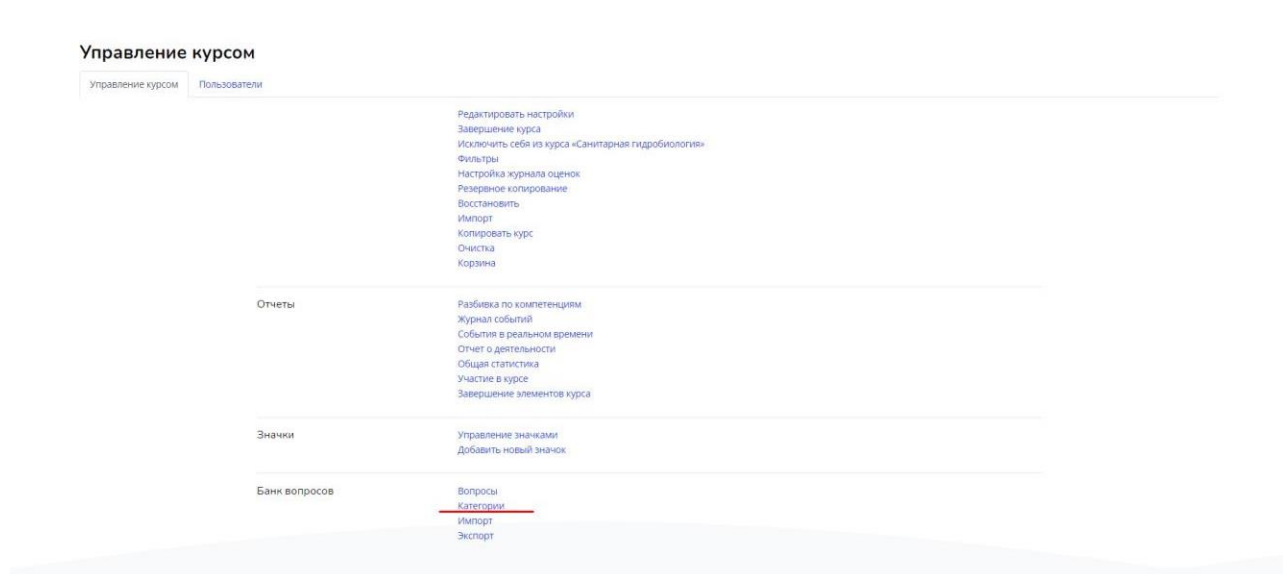 Управление курсом
Управление курсом Пользователи
Редактировать настройки
Завершение курса
Исключить себя из курса «Санитарная гидробиология»
Фильтры
Настройка журнала оценок
Резервное копирование
Восстановить
Импорт
Копировать курс
Очистка
Корзина
Отчеты Разбивка по компетенциям
Журнал событий
События в реальном времени
Отчет о деятельности
Общая статистика
Участие в курсе
Завершение элементов курса
Значки Управление значками
Добавить новый значок
Банк вопросов Вопросы
Категории
Импорт
Экспорт